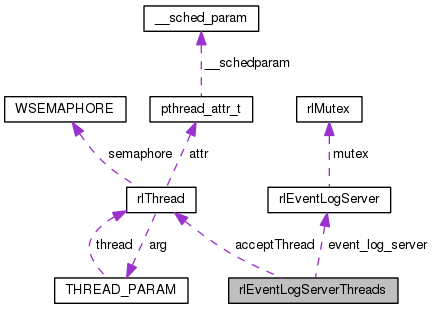 __sched_param
__schedparam
WSEMAPHORE
pthread_attr_t
rlMutex
semaphore
attr
mutex
rlThread
rlEventLogServer
thread
arg
acceptThread
event_log_server
THREAD_PARAM
rlEventLogServerThreads